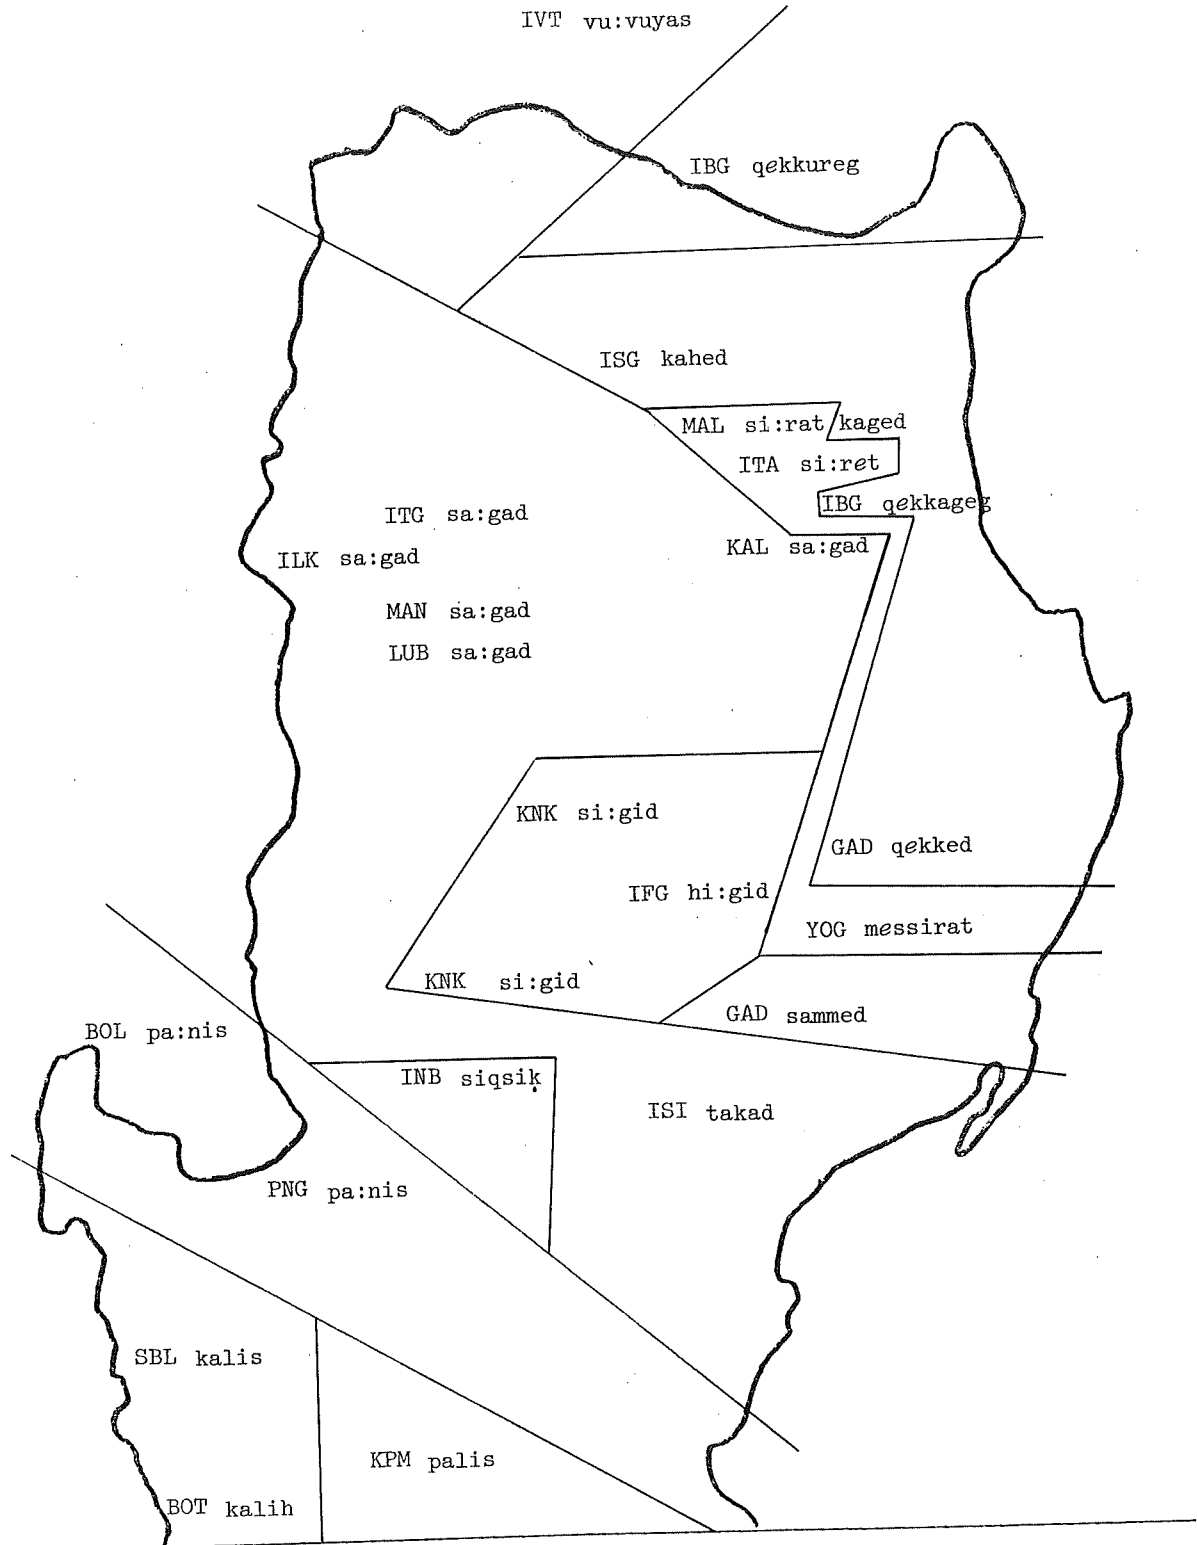 IVT vu:vuyas
IBG qekkureg
ISG kahed
MAL si:rat/kaged
ITA si:ret
IBG qekkageg
ITG sa:gad
KAL sa:gad
ILK sa:gad
MAN sa:gad
LUB sa:gad
KNK si:gid
GAD qekked
IFG hi:gid
YOG messirat
KNK si:gid
GAD sammed
BOL pa:nis
INB siqsik
ISI takad
PNG pa:nis
SBL kalis
KPM palis
BOT kalih